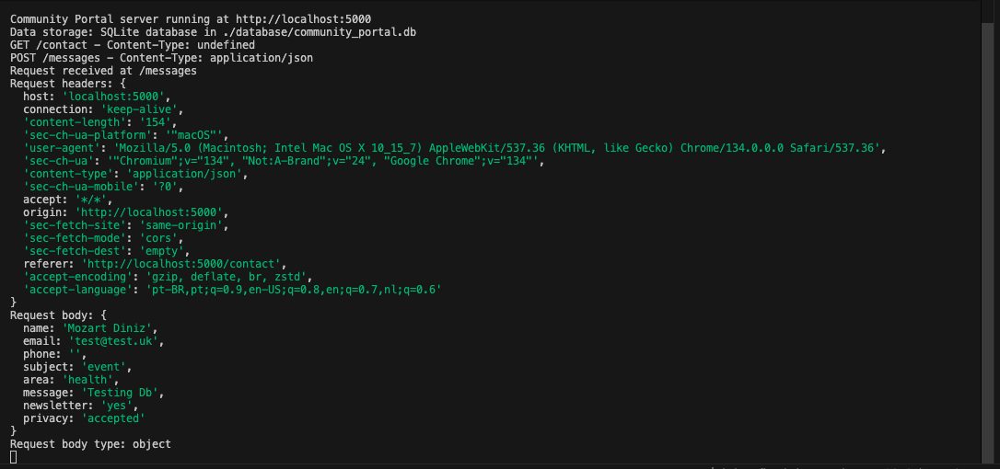 Community Portal server running at http://localhost:5000
Data storage: SQLite database in ./database/community_portal.db
GET /contact - Content-Type: undefined
POST /messages - Content-Type: application/json
Request received at /messages
Request headers: {
  host: 'localhost:5000',
  connection: 'keep-alive',
  'content-length': '154',
  'sec-ch-ua-platform': '"macOS"',
  'user-agent': 'Mozilla/5.0 (Macintosh; Intel Mac OS X 10_15_7) AppleWebKit/537.36 (KHTML, like Gecko) Chrome/134.0.0.0 Safari/537.36',
  'sec-ch-ua': '"Chromium";v="134", "Not:A-Brand";v="24", "Google Chrome";v="134"',
  'content-type': 'application/json',
  'sec-ch-ua-mobile': '?0',
  accept: '*/*',
  origin: 'http://localhost:5000',
  'sec-fetch-site': 'same-origin',
  'sec-fetch-mode': 'cors',
  'sec-fetch-dest': 'empty',
  referer: 'http://localhost:5000/contact',
  'accept-encoding': 'gzip, deflate, br, zstd',
  'accept-language': 'pt-BR,pt;q=0.9,en-US;q=0.8,en;q=0.7,nl;q=0.6'
}
Request body: {
  name: 'Mozart Diniz',
  email: 'test@test.uk',
  phone: '',
  subject: 'event',
  area: 'health',
  message: 'Testing Db',
  newsletter: 'yes',
  privacy: 'accepted'
}
Request body type: object